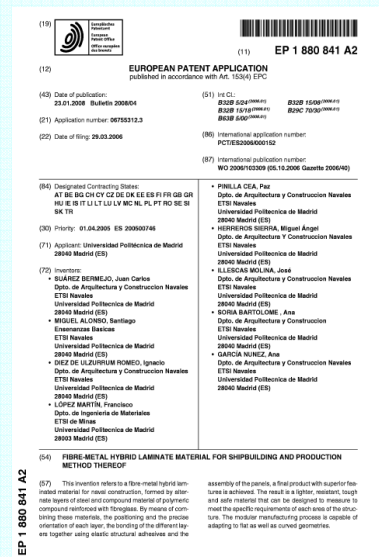 (19)
Europäisches
Patentamt
European
Patent Office
Office européen
des brevets
(11) EP 1 880 841 A2
(12) EUROPEAN PATENT APPLICATION
published in accordance with Art. 153(4) EPC
(43) Date of publication:
23.01.2008 Bulletin 2008/04
(21) Application number: 06755312.3
(22) Date of filing: 29.03.2006
(51) Int Cl.:
B32B 5/24 (2006.01) B32B 15/08 (2006.01)
B32B 15/18 (2006.01) B29C 70/30 (2006.01)
B63B 5/00 (2006.01)
(86) International application number:
PCT/ES2006/000152
(87) International publication number:
WO 2006/103309 (05.10.2006 Gazette 2006/40)
(84) Designated Contracting States:
AT BE BG CH CY CZ DE DK EE ES FI FR GB GR
HU IE IS IT LI LT LU LV MC NL PL PT RO SE SI
SK TR
(30) Priority: 01.04.2005 ES 200500746
(71) Applicant: Universidad Politécnica de Madrid
28040 Madrid (ES)
(72) Inventors:
• SUÁREZ BERMEJO, Juan Carlos
Dpto. de Arquitectura y Construccion Navales
ETSI Navales
Universidad Politecnica de Madrid
28040 Madrid (ES)
• MIGUEL ALONSO, Santiago
Ensenanzas Basicas
ETSI Navales
Universidad Politecnica de Madrid
28040 Madrid (ES)
• DIEZ DE ULZURRUM ROMEO, Ignacio
Dpto. de Arquitectura y Construccion Navales
ETSI Navales
Universidad Politecnica de Madrid
28040 Madrid (ES)
• LÓPEZ MARTÍN, Francisco
Dpto. de Ingenieria de Materiales
ETSI de Minas
Universidad Politecnica de Madrid
28003 Madrid (ES)
• PINILLA CEA, Paz
Dpto. de Arquitectura y Construccion Navales
ETSI Navales
Universidad Politecnica de Madrid
28040 Madrid (ES)
• HERREROS SIERRA, Miguel Ángel
Dpto. de Arquitectura Y Construccion Navales
ETSI Navales
Universidad Politecnica de Madrid
28040 Madrid (ES)
• ILLESCAS MOLINA, José
Dpto. de Arquitectura y Construccion Navales
ETSI Navales
Universidad Politecnica de Madrid
28040 Madrid (ES)
• SORIA BARTOLOME , Ana
Dpto. de Arquitectura y Construccion
ETSI Navales
Universidad Politecnica de Madrid
28040 Madrid (ES)
• GARCÍA NUNEZ, Ana
Dpto. de Arquitectura y Construccion Navales
ETSI Navales
Universidad Politecnica de Madrid
28040 Madrid (ES)
(54) FIBRE-METAL HYBRID LAMINATE MATERIAL FOR SHIPBUILDING AND PRODUCTION
METHOD THEREOF
(57) This invention refers to a fibre-metal hybrid lam-
inated material for naval construction, formed by alter-
nate layers of steel and compound material of polymeric
compound reinforced with fibreglass. By means of com-
bining these materials, the positioning and the precise
orientation of each layer, the bonding of the different lay-
ers together using elastic structural adhesives and the
assembly of the panels, a final product with superior fea-
tures is achieved. The result is a lighter, resistant, tough
and safe material that can be designed to measure to
meet the specific requirements of each area of the struc-
ture. The modular manufacturing process is capable of
adapting to flat as well as curved geometries.
EP 1 880 841 A2